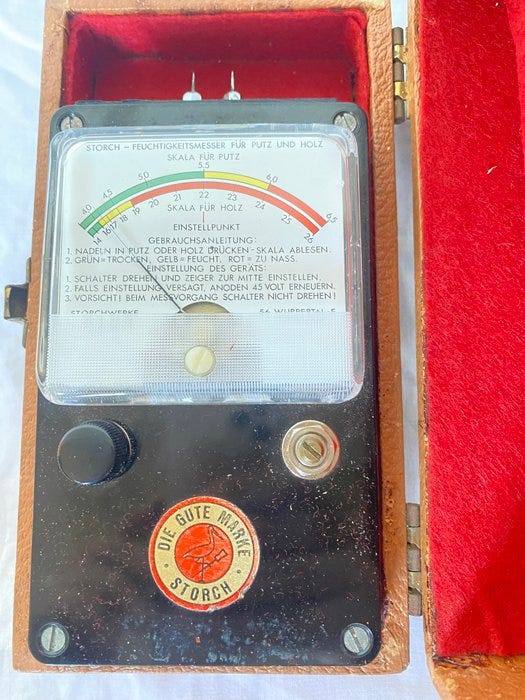 STORCH – FEUCHTIGKEITSMESSER FÜR PUTZ UND HOLZ
SKALA FÜR PUTZ
4.0 4.5 5.0 5.5 6.0 6.5
14 16 17 18 19 20 21 22 23 24 25 26
SKALA FÜR HOLZ
EINSTELLPUNKT
GEBRAUCHSANLEITUNG:
1. NADELN IN PUTZ ODER HOLZ DRÜCKEN - SKALA ABLESEN.
2. GRÜN=TROCKEN, GELB=FEUCHT, ROT=ZU NASS.
EINSTELLUNG DES GERÄTS:
1. SCHALTER DREHEN UND ZEIGER ZUR MITTE EINSTELLEN.
2. FALLS EINSTELLUNG VERSAGT, ANODEN 45 VOLT ERNEUERN.
3. VORSICHT! BEIM MESSVORGANG SCHALTER NICHT DREHEN!
STORCHWERKE 56 WUPPERTAL-E
DIE GUTE MARKE
· STORCH ·